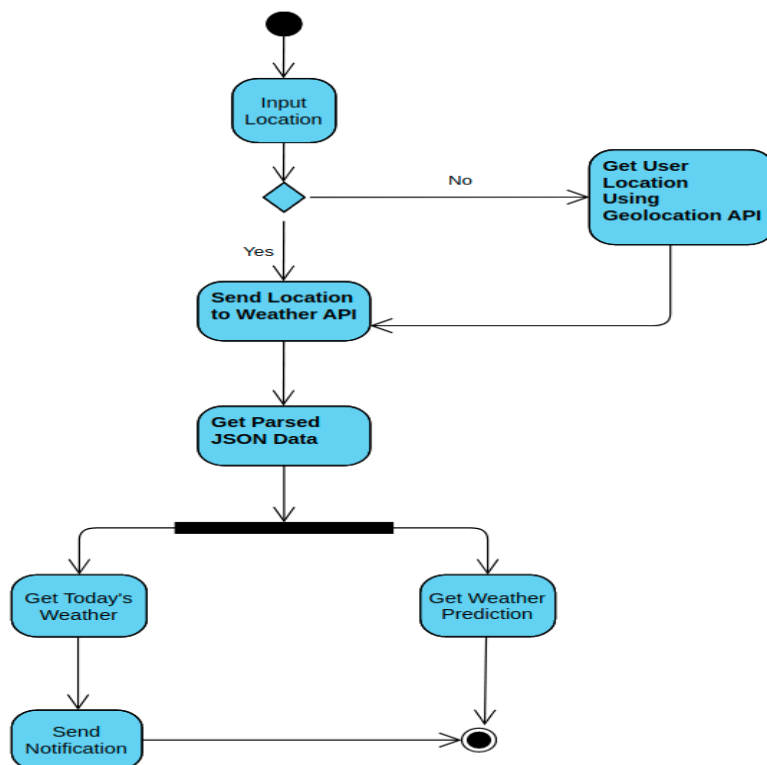 Input
Location
No
Get User
Location
Using
Geolocation API
Yes
Send Location
to Weather API
Get Parsed
JSON Data
Get Today's
Weather
Get Weather
Prediction
Send
Notification